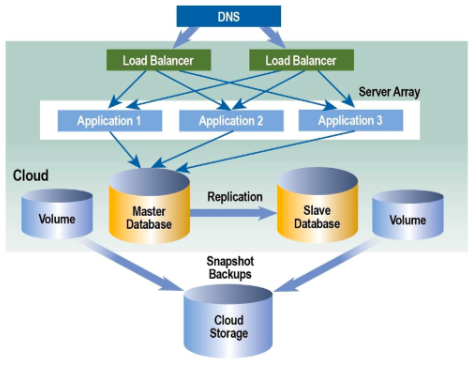 DNS
Load Balancer
Load Balancer
Server Array
Application 1
Application 2
Application 3
Cloud
Volume
Master
Database
Replication
Slave
Database
Volume
Snapshot
Backups
Cloud
Storage